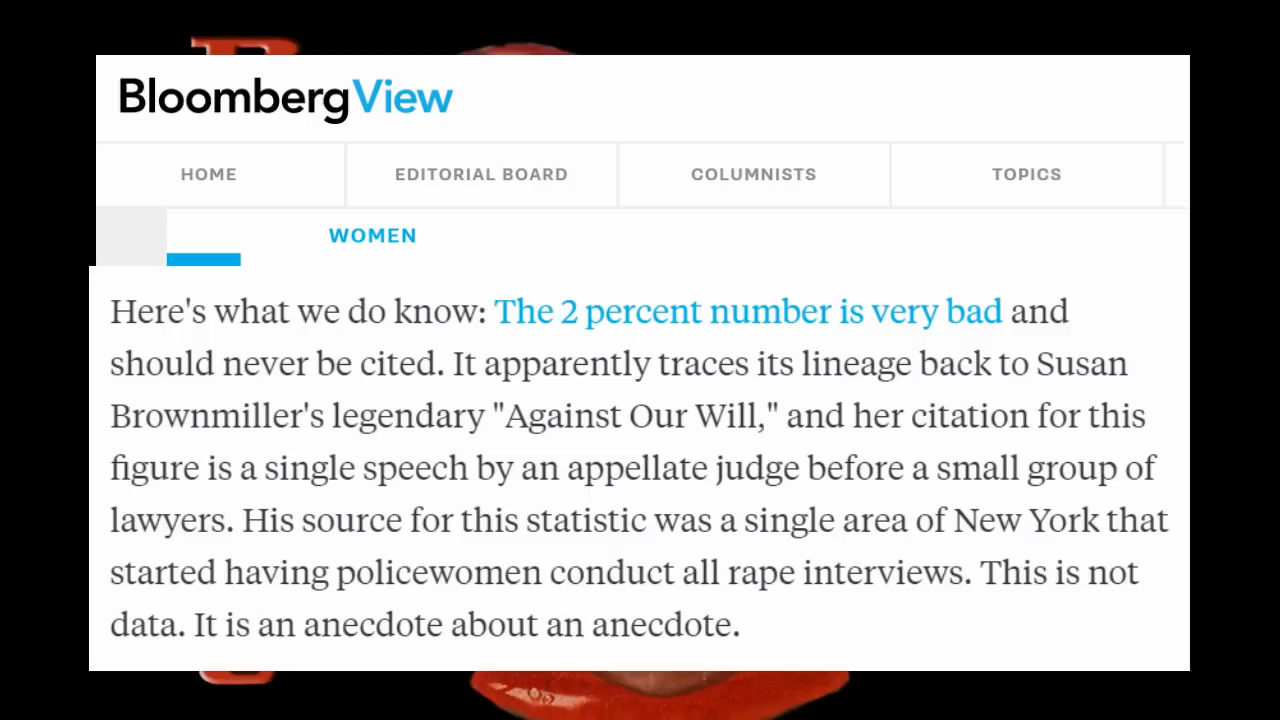 BloombergView
HOME EDITORIAL BOARD COLUMNISTS TOPICS
WOMEN
Here's what we do know: The 2 percent number is very bad and
should never be cited. It apparently traces its lineage back to Susan
Brownmiller's legendary "Against Our Will," and her citation for this
figure is a single speech by an appellate judge before a small group of
lawyers. His source for this statistic was a single area of New York that
started having policewomen conduct all rape interviews. This is not
data. It is an anecdote about an anecdote.